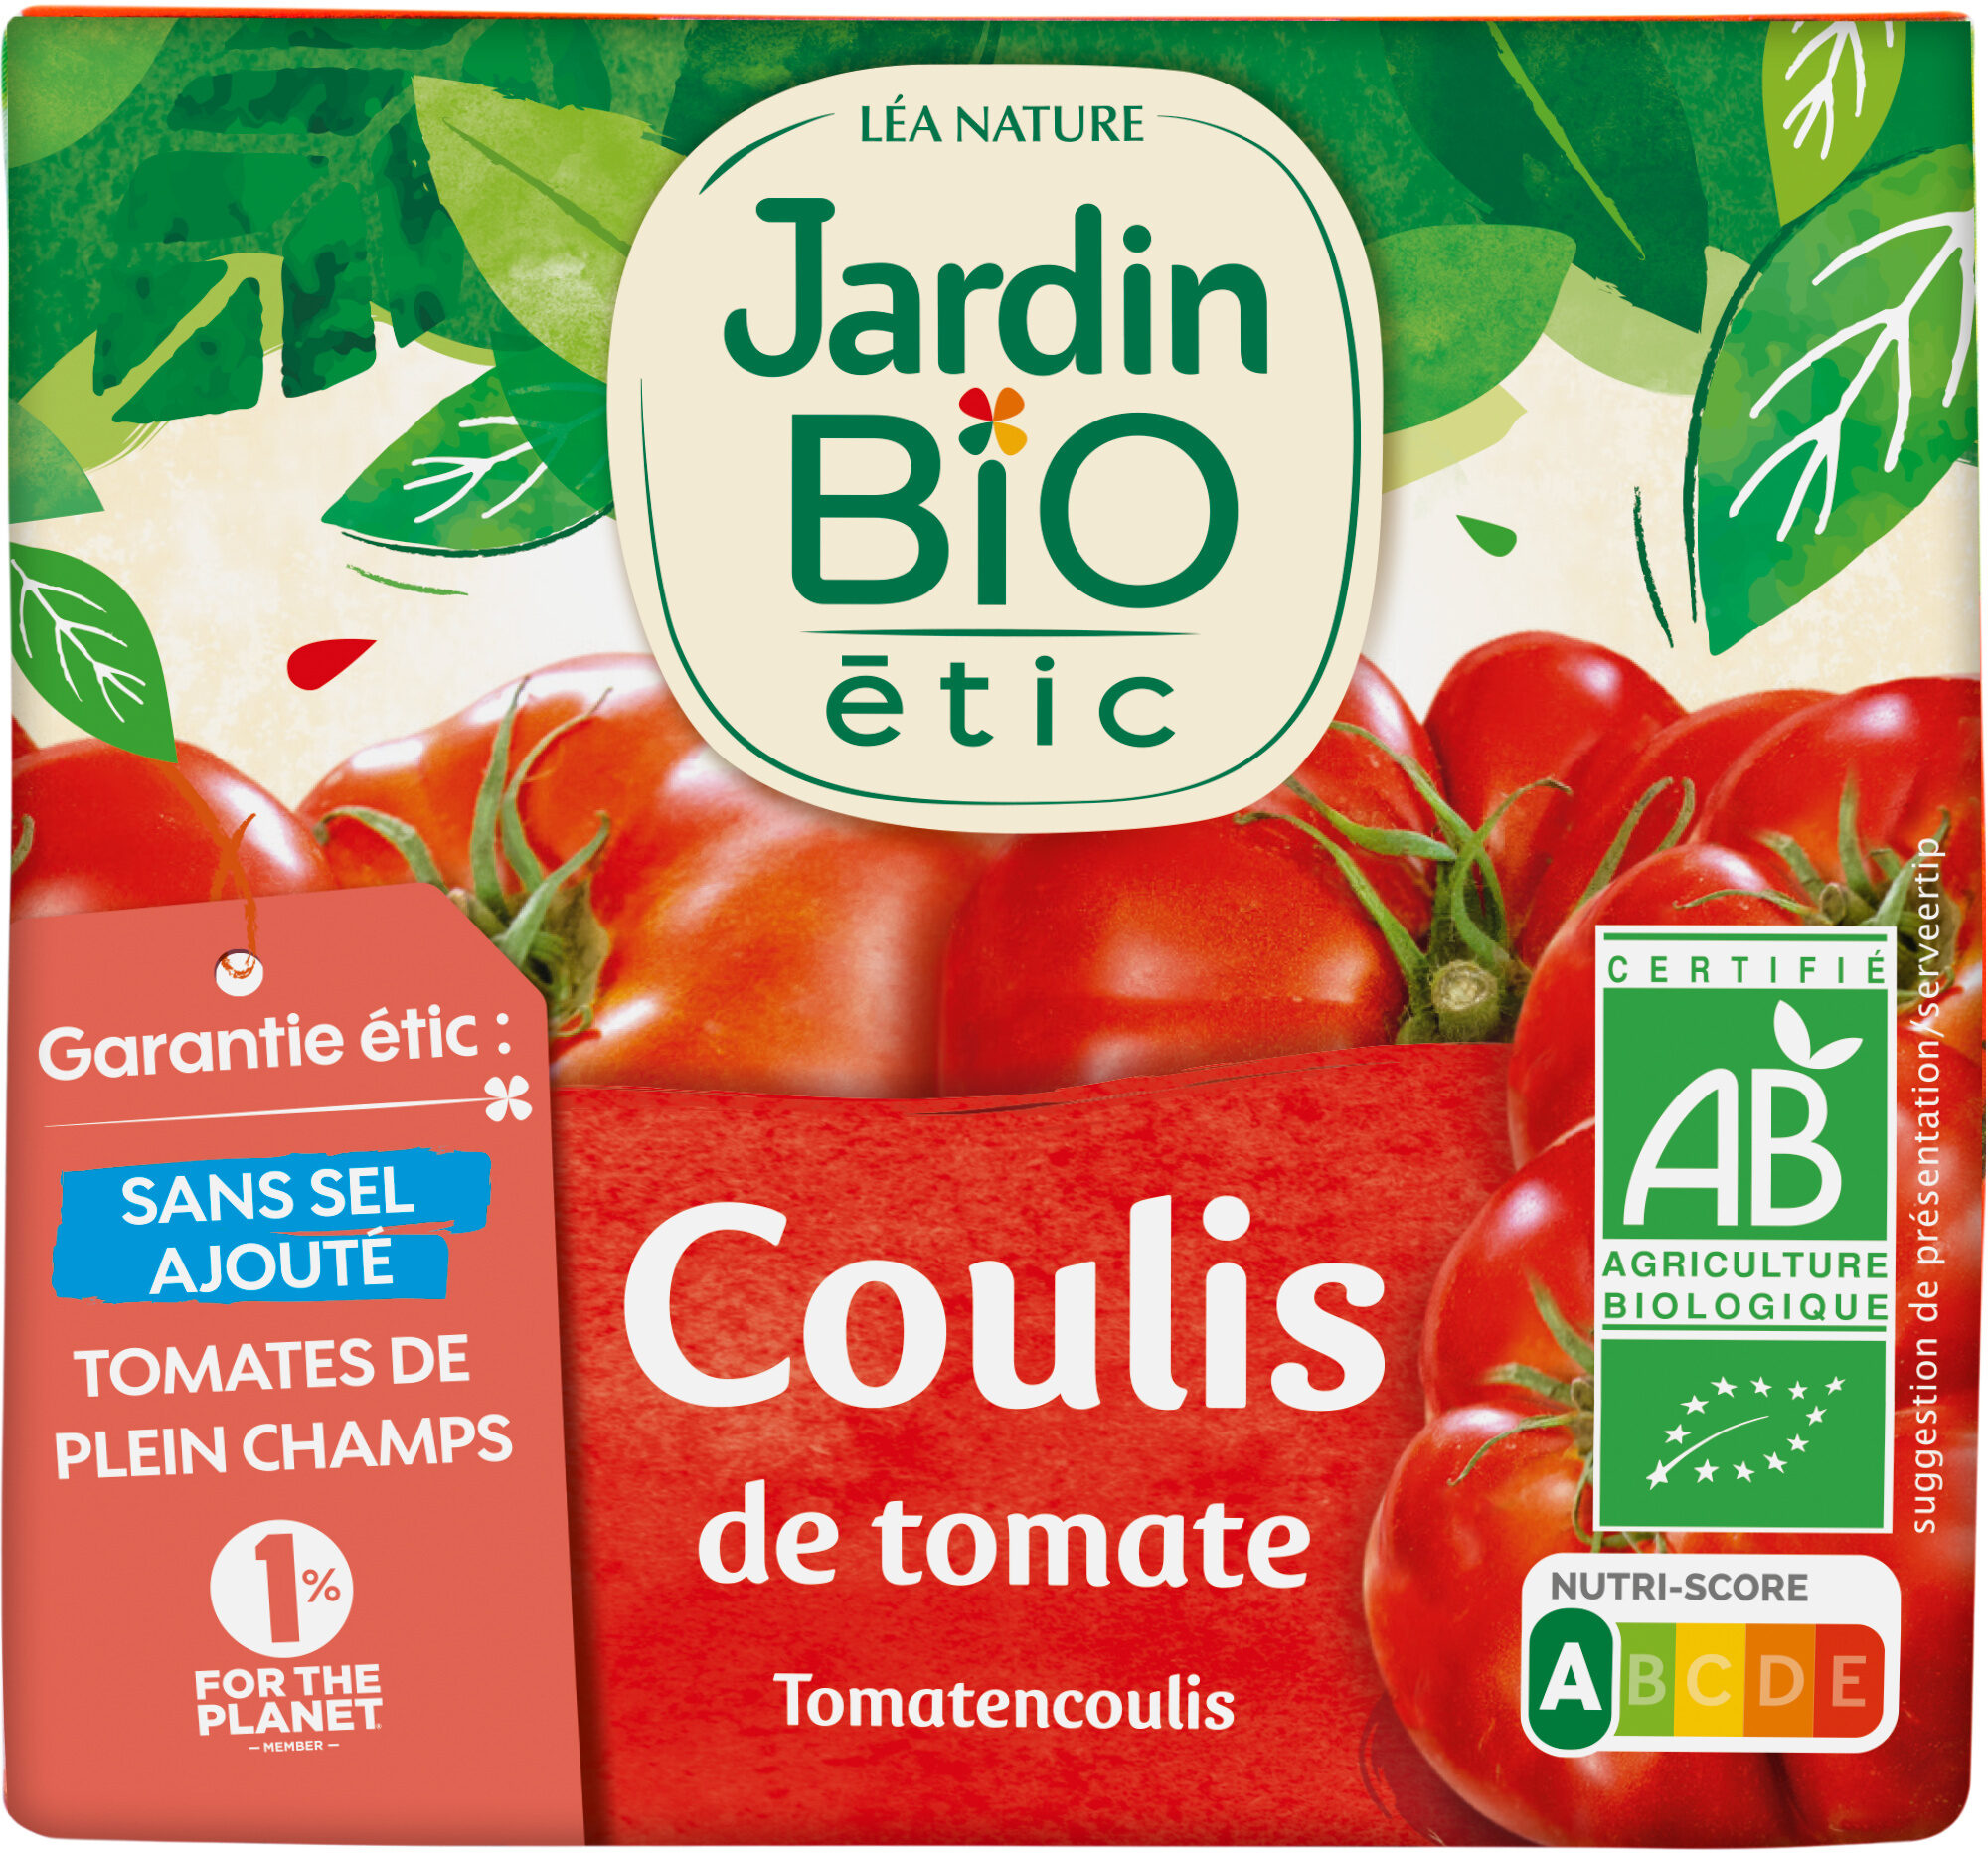 LÉA NATURE
Jardin
BiO
ētic
Garantie étic :
SANS SEL
AJOUTÉ
TOMATES DE
PLEIN CHAMPS
1%
FOR THE
PLANET
– MEMBER –
Coulis
de tomate
Tomatencoulis
CERTIFIÉ
AB
AGRICULTURE
BIOLOGIQUE
suggestion de présentation/serveertip
NUTRI-SCORE
A B C D E